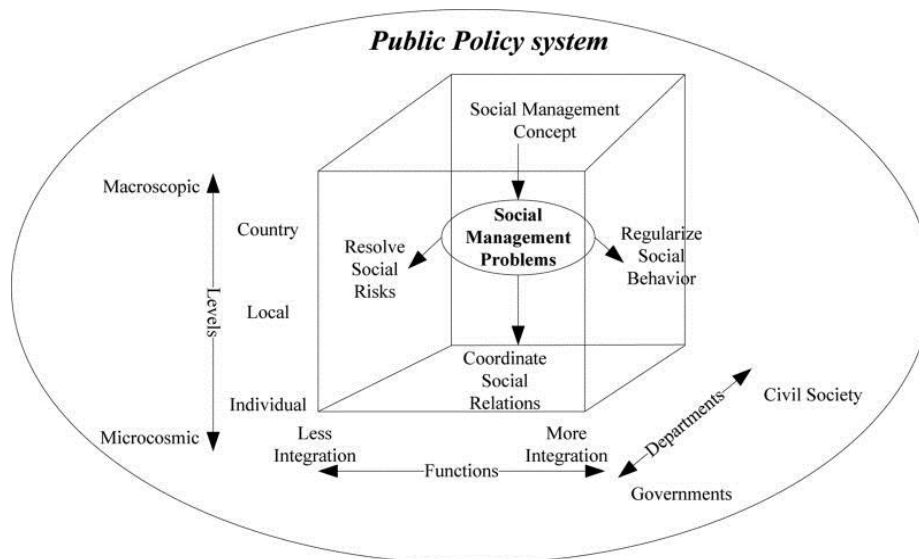 Public Policy system
Social Management
Concept
Macroscopic
Country
Social
Management
Problems
Resolve
Social
Risks
Regularize
Social
Behavior
Levels
Local
Coordinate
Social
Relations
Individual
Microcosmic
Less
Integration
More
Integration
Functions
Departments
Civil Society
Governments